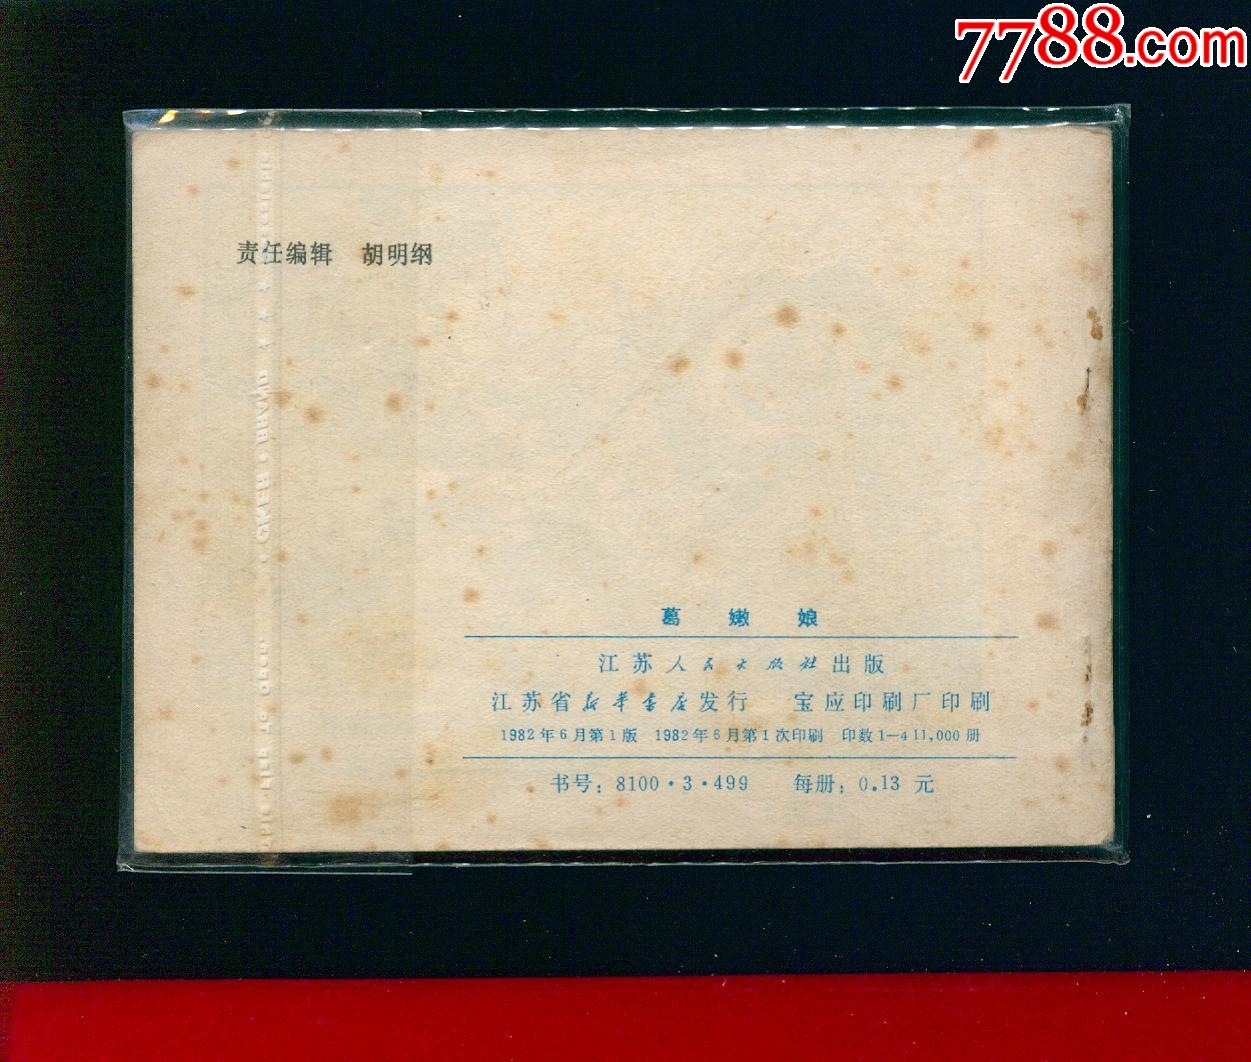 7788.com
责任编辑 胡明纲
葛嫩娘
江苏人民出版社出版
江苏省新华书店发行 宝应印刷厂印刷
1982年6月第1版 1982年6月第1次印刷 印数1—411,000册
书号：8100·3·499 每册：0.13元